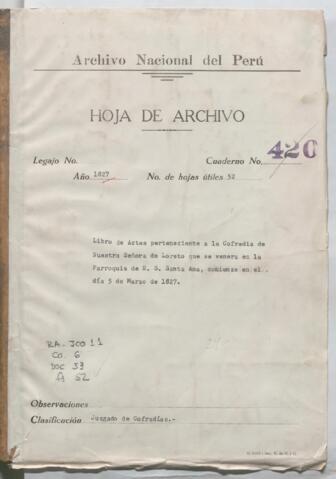 Archivo Nacional del Perú
HOJA DE ARCHIVO
Legajo No. Cuaderno No. 420
Año 1827 No. de hojas útiles 52
Libro de Actas perteneciente a la Cofradía de
Nuestra Señora de Loreto que se venera en la
Parroquia de N. S. Santa Ana, comienza en el
día 5 de Marzo de 1827.
RA-JCO 11
CO. 6
DOC 33
fs 52
Observaciones
Clasificación Juzgado de Cofradías.-